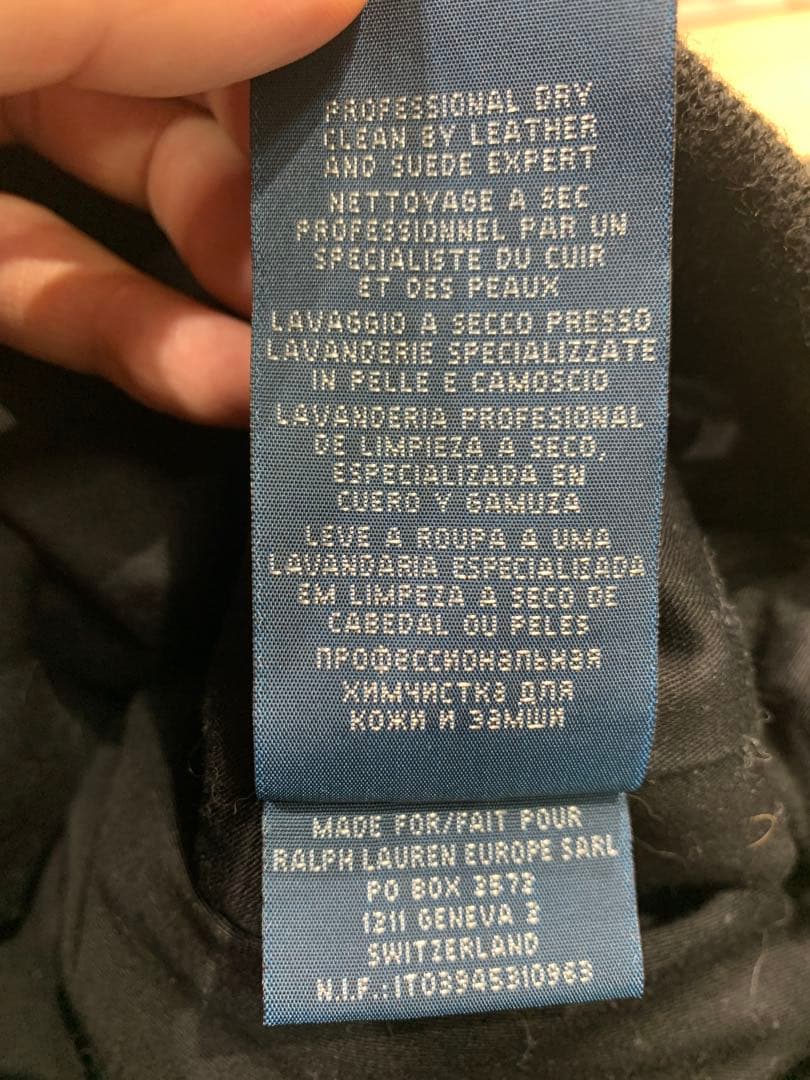 PROFESSIONAL DRY
CLEAN BY LEATHER
AND SUEDE EXPERT
NETTOYAGE A SEC
PROFESSIONNEL PAR UN
SPECIALISTE DU CUIR
ET DES PEAUX
LAVAGGIO A SECCO PRESSO
LAVANDERIE SPECIALIZZATE
IN PELLE E CAMOSCIO
LAVANDERIA PROFESIONAL
DE LIMPIEZA A SECO,
ESPECIALIZADA EN
CUERO Y GAMUZA
LEVE A ROUPA A UMA
LAVANDARIA ESPECIALIZADA
EM LIMPEZA A SECO DE
CABEDAL OU PELES
ПРОФЕССИОНАЛЬНАЯ
ХИМЧИСТКА ДЛЯ
КОЖИ И ЗАМШИ
MADE FOR/FAIT POUR
RALPH LAUREN EUROPE SARL
PO BOX 3572
1211 GENEVA 3
SWITZERLAND
N.I.F.:IT03945310963